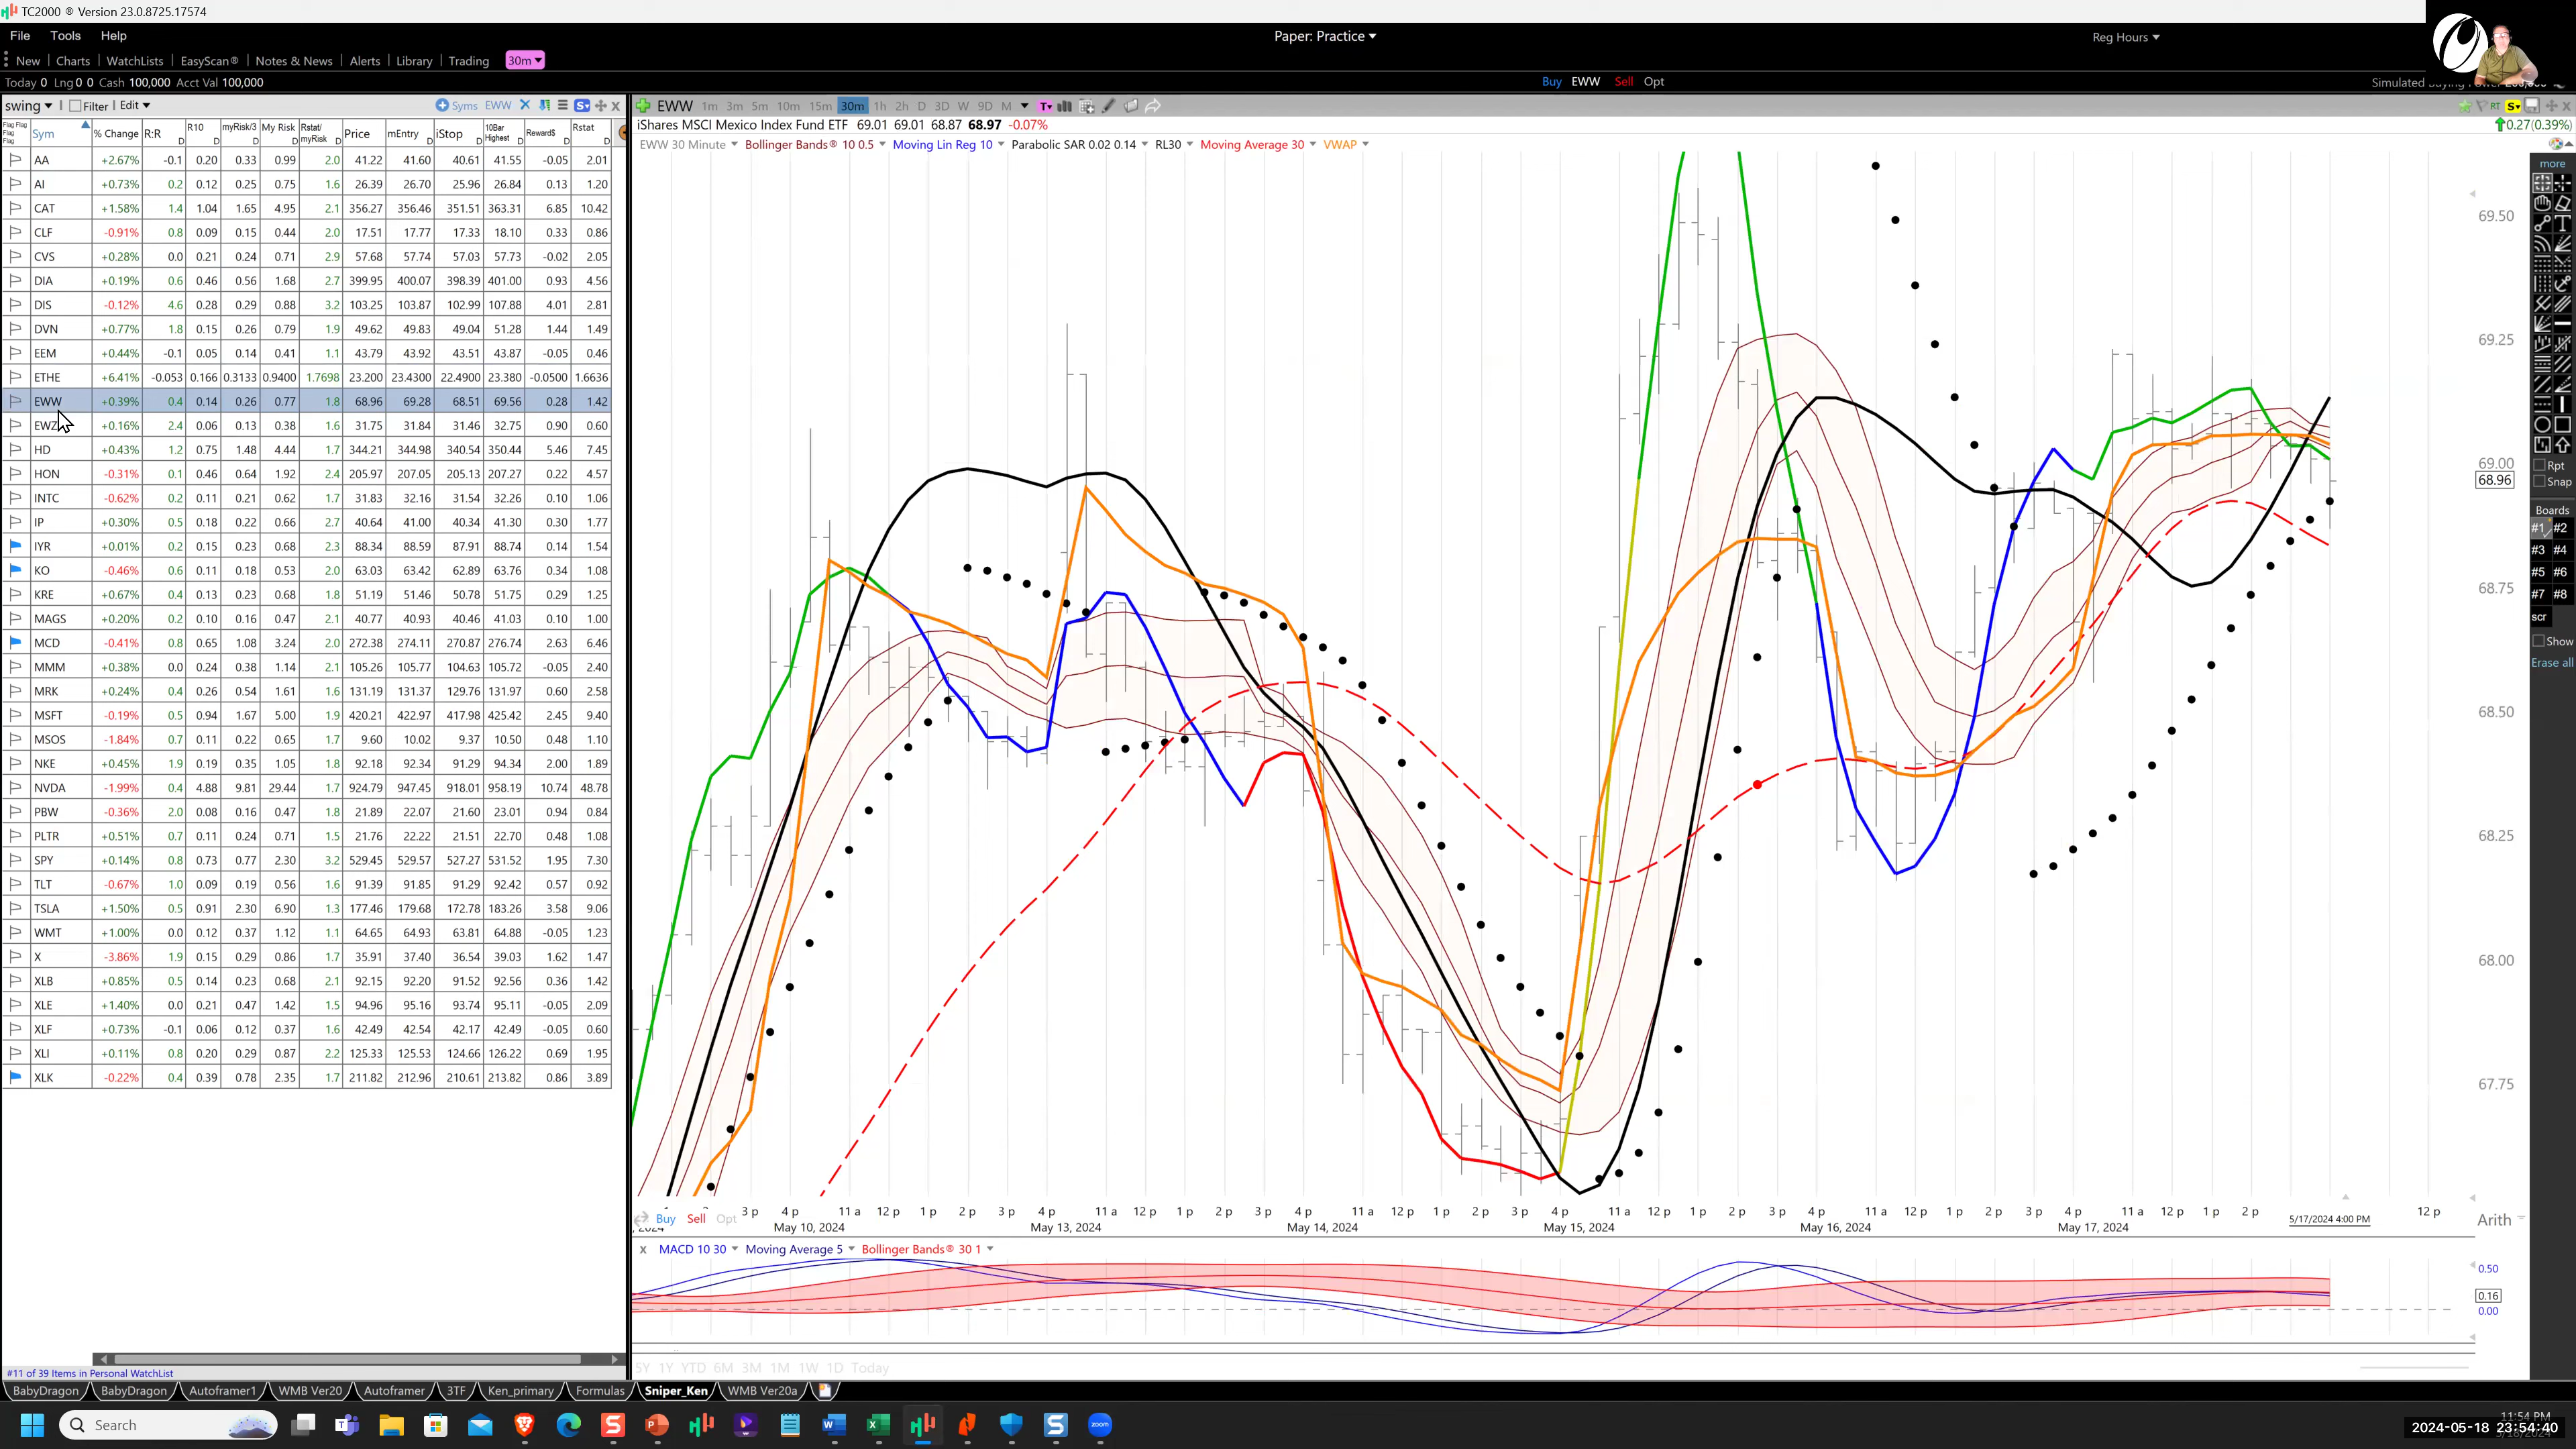 TC2000 ® Version 23.0.8725.17574
File Tools Help
Paper: Practice
Reg Hours
New Charts WatchLists EasyScan® Notes & News Alerts Library Trading 30m
Today 0 Lng 0 0 Cash 100,000 Acct Val 100,000
Buy EWW Sell Opt
swing Filter Edit Syms EWW
EWW 1m 3m 5m 10m 15m 30m 1h 2h D 3D W 9D M
iShares MSCI Mexico Index Fund ETF 69.01 69.01 68.87 68.97 -0.07%
0.27(0.39%)
EWW 30 Minute Bollinger Bands® 10 0.5 Moving Lin Reg 10 Parabolic SAR 0.02 0.14 RL30 Moving Average 30 VWAP
Sym % Change R:R R10 myRisk/3 My Risk Rstat/myRisk Price mEntry iStop 10Bar Highest Reward$ Rstat
AA +2.67% -0.1 0.20 0.33 0.99 2.0 41.22 41.60 40.61 41.55 -0.05 2.01
AI +0.73% 0.2 0.12 0.25 0.75 1.6 26.39 26.70 25.96 26.84 0.13 1.20
CAT +1.58% 1.4 1.04 1.65 4.95 2.1 356.27 356.46 351.51 363.31 6.85 10.42
CLF -0.91% 0.8 0.09 0.15 0.44 2.0 17.51 17.77 17.33 18.10 0.33 0.86
CVS +0.28% 0.0 0.21 0.24 0.71 2.9 57.68 57.74 57.03 57.73 -0.02 2.05
DIA +0.19% 0.6 0.46 0.56 1.68 2.7 399.95 400.07 398.39 401.00 0.93 4.56
DIS -0.12% 4.6 0.28 0.29 0.88 3.2 103.25 103.87 102.99 107.88 4.01 2.81
DVN +0.77% 1.8 0.15 0.26 0.79 1.9 49.62 49.83 49.04 51.28 1.44 1.49
EEM +0.44% -0.1 0.05 0.14 0.41 1.1 43.79 43.92 43.51 43.87 -0.05 0.46
ETHE +6.41% -0.053 0.166 0.3133 0.9400 1.7698 23.200 23.4300 22.4900 23.380 -0.0500 1.6636
EWW +0.39% 0.4 0.14 0.26 0.77 1.8 68.96 69.28 68.51 69.56 0.28 1.42
EWZ +0.16% 2.4 0.06 0.13 0.38 1.6 31.75 31.84 31.46 32.75 0.90 0.60
HD +0.43% 1.2 0.75 1.48 4.44 1.7 344.21 344.98 340.54 350.44 5.46 7.45
HON -0.31% 0.1 0.46 0.64 1.92 2.4 205.97 207.05 205.13 207.27 0.22 4.57
INTC -0.62% 0.2 0.11 0.21 0.62 1.7 31.83 32.16 31.54 32.26 0.10 1.06
IP +0.30% 0.5 0.18 0.22 0.66 2.7 40.64 41.00 40.34 41.30 0.30 1.77
IYR +0.01% 0.2 0.15 0.23 0.68 2.3 88.34 88.59 87.91 88.74 0.14 1.54
KO -0.46% 0.6 0.11 0.18 0.53 2.0 63.03 63.42 62.89 63.76 0.34 1.08
KRE +0.67% 0.4 0.13 0.23 0.68 1.8 51.19 51.46 50.78 51.75 0.29 1.25
MAGS +0.20% 0.2 0.10 0.16 0.47 2.1 40.77 40.93 40.46 41.03 0.10 1.00
MCD -0.41% 0.8 0.65 1.08 3.24 2.0 272.38 274.11 270.87 276.74 2.63 6.46
MMM +0.38% 0.0 0.24 0.38 1.14 2.1 105.26 105.77 104.63 105.72 -0.05 2.40
MRK +0.24% 0.4 0.26 0.54 1.61 1.6 131.19 131.37 129.76 131.97 0.60 2.58
MSFT -0.19% 0.5 0.94 1.67 5.00 1.9 420.21 422.97 417.98 425.42 2.45 9.40
MSOS -1.84% 0.7 0.11 0.22 0.65 1.7 9.60 10.02 9.37 10.50 0.48 1.10
NKE +0.45% 1.9 0.19 0.35 1.05 1.8 92.18 92.34 91.29 94.34 2.00 1.89
NVDA -1.99% 0.4 4.88 9.81 29.44 1.7 924.79 947.45 918.01 958.19 10.74 48.78
PBW -0.36% 2.0 0.08 0.16 0.47 1.8 21.89 22.07 21.60 23.01 0.94 0.84
PLTR +0.51% 0.7 0.11 0.24 0.71 1.5 21.76 22.22 21.51 22.70 0.48 1.08
SPY +0.14% 0.8 0.73 0.77 2.30 3.2 529.45 529.57 527.27 531.52 1.95 7.30
TLT -0.67% 1.0 0.09 0.19 0.56 1.6 91.39 91.85 91.29 92.42 0.57 0.92
TSLA +1.50% 0.5 0.91 2.30 6.90 1.3 177.46 179.68 172.78 183.26 3.58 9.06
WMT +1.00% 0.0 0.12 0.37 1.12 1.1 64.65 64.93 63.81 64.88 -0.05 1.23
X -3.86% 1.9 0.15 0.29 0.86 1.7 35.91 37.40 36.54 39.03 1.62 1.47
XLB +0.85% 0.5 0.14 0.23 0.68 2.1 92.15 92.20 91.52 92.56 0.36 1.42
XLE +1.40% 0.0 0.21 0.47 1.42 1.5 94.96 95.16 93.74 95.11 -0.05 2.09
XLF +0.73% -0.1 0.06 0.12 0.37 1.6 42.49 42.54 42.17 42.49 -0.05 0.60
XLI +0.11% 0.8 0.20 0.29 0.87 2.2 125.33 125.53 124.66 126.22 0.69 1.95
XLK -0.22% 0.4 0.39 0.78 2.35 1.7 211.82 212.96 210.61 213.82 0.86 3.89
69.50
69.25
69.00
68.96
68.75
68.50
68.25
68.00
67.75
more
Rpt
Snap
Boards
#1 #2
#3 #4
#5 #6
#7 #8
scr
Show
Erase all
3 p 4 p 11 a 12 p 1 p 2 p 3 p 4 p 11 a 12 p 1 p 2 p 3 p 4 p 11 a 12 p 1 p 2 p 3 p 4 p 11 a 12 p 1 p 2 p 3 p 4 p 11 a 12 p 1 p 2 p 3 p 4 p 11 a 12 p 1 p 2 p 5/17/2024 4:00 PM 12 p
Buy Sell Opt
May 10, 2024 May 13, 2024 May 14, 2024 May 15, 2024 May 16, 2024 May 17, 2024
Arith
x MACD 10 30 Moving Average 5 Bollinger Bands® 30 1
0.50
0.16
0.00
5Y 1Y YTD 6M 3M 1M 1W 1D Today
#11 of 39 Items in Personal WatchList
BabyDragon BabyDragon Autoframer1 WMB Ver20 Autoframer 3TF Ken_primary Formulas Sniper_Ken WMB Ver20a
Search
zoom
11:54 PM
2024-05-18 23:54:40